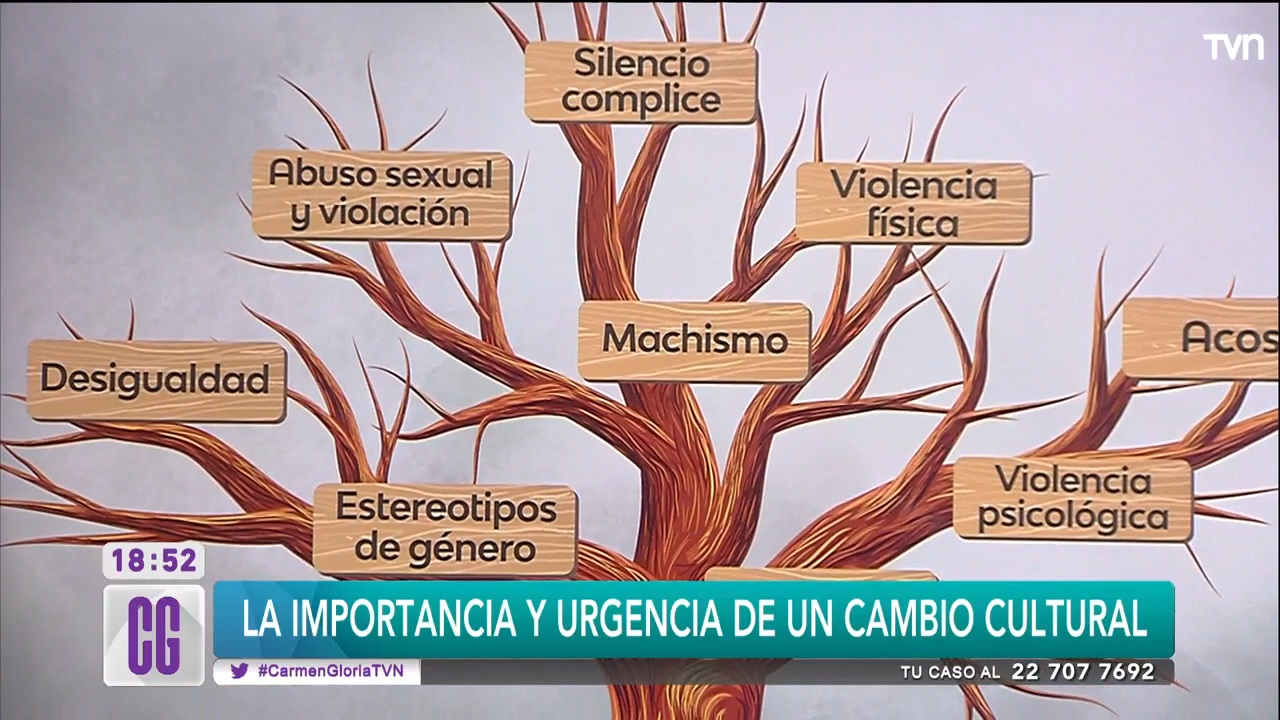 TVN
Silencio
complice
Abuso sexual
y violación
Violencia
física
Machismo
Acos
Desigualdad
Violencia
psicológica
Estereotipos
de género
18:52
CG
LA IMPORTANCIA Y URGENCIA DE UN CAMBIO CULTURAL
#CarmenGloriaTVN
TU CASO AL 22 707 7692